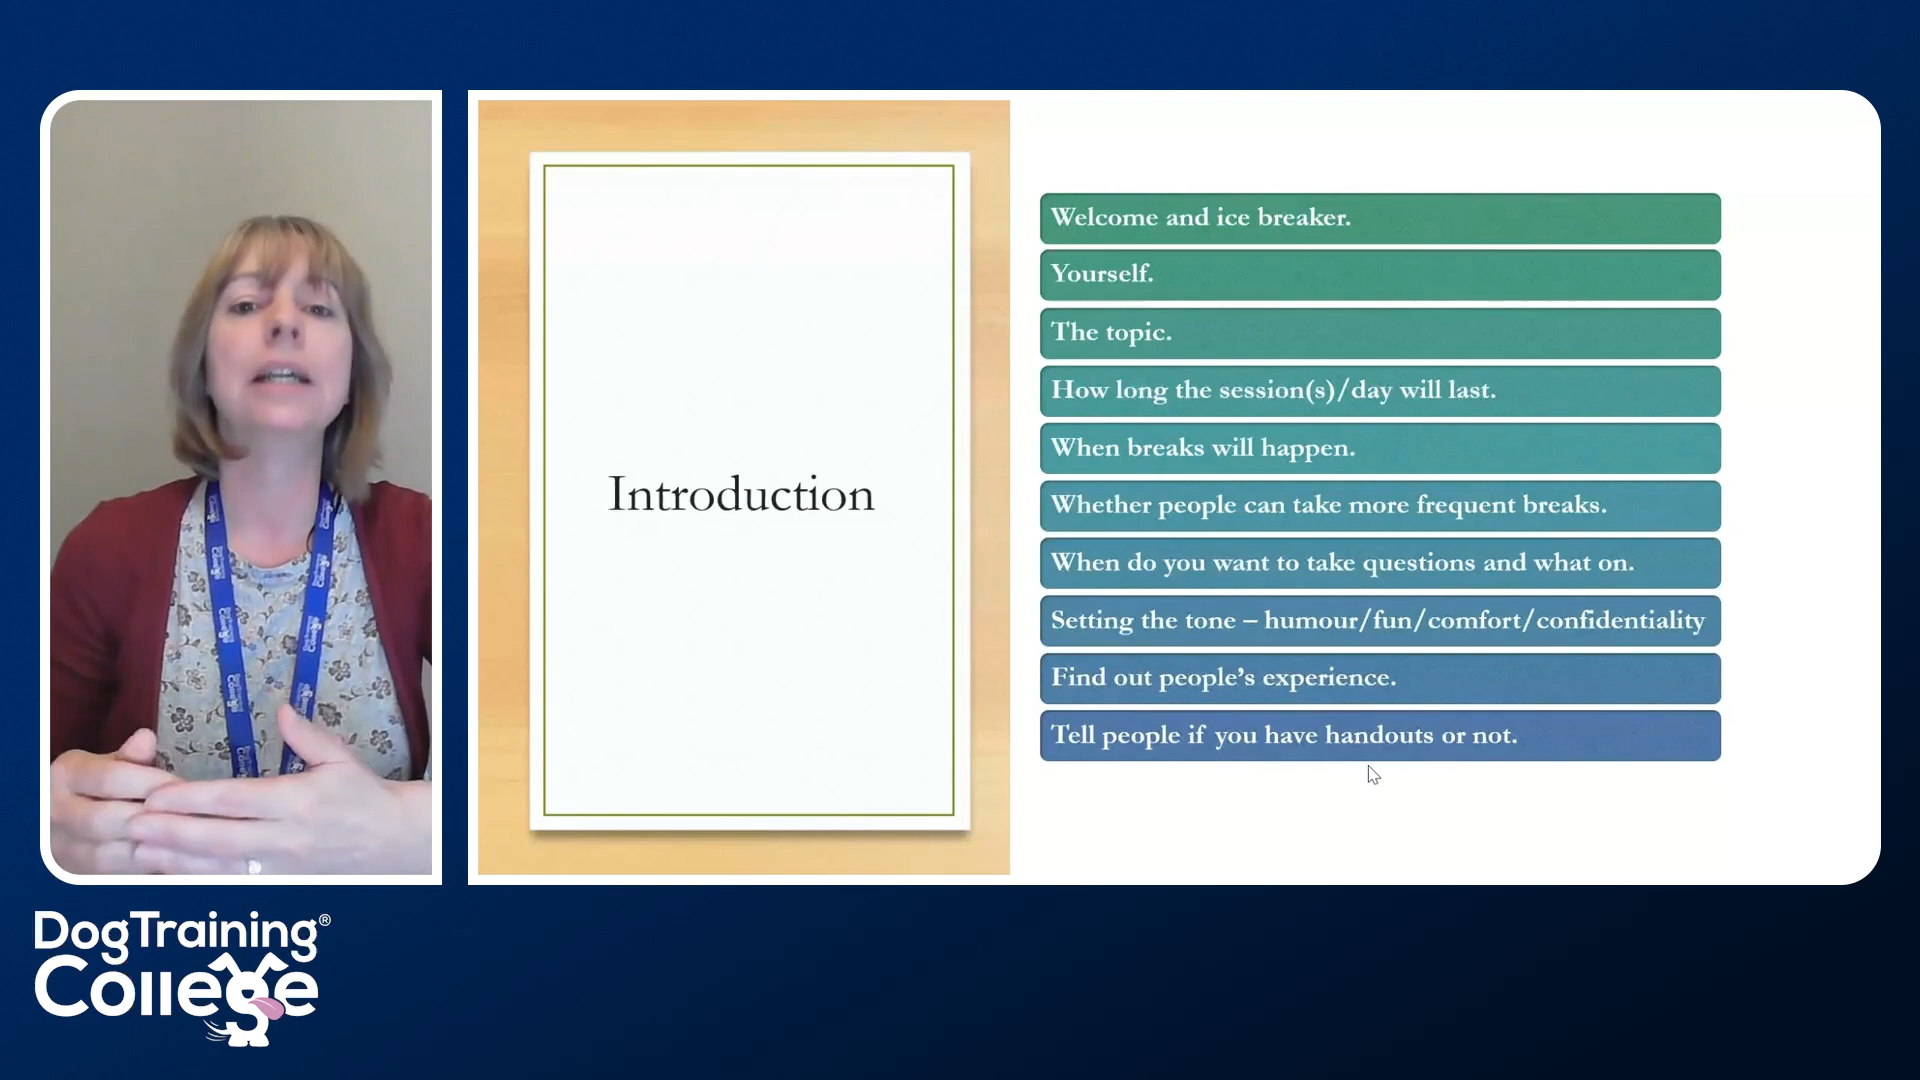 Introduction
Welcome and ice breaker.
Yourself.
The topic.
How long the session(s)/day will last.
When breaks will happen.
Whether people can take more frequent breaks.
When do you want to take questions and what on.
Setting the tone – humour/fun/comfort/confidentiality
Find out people’s experience.
Tell people if you have handouts or not.
DogTraining®
College